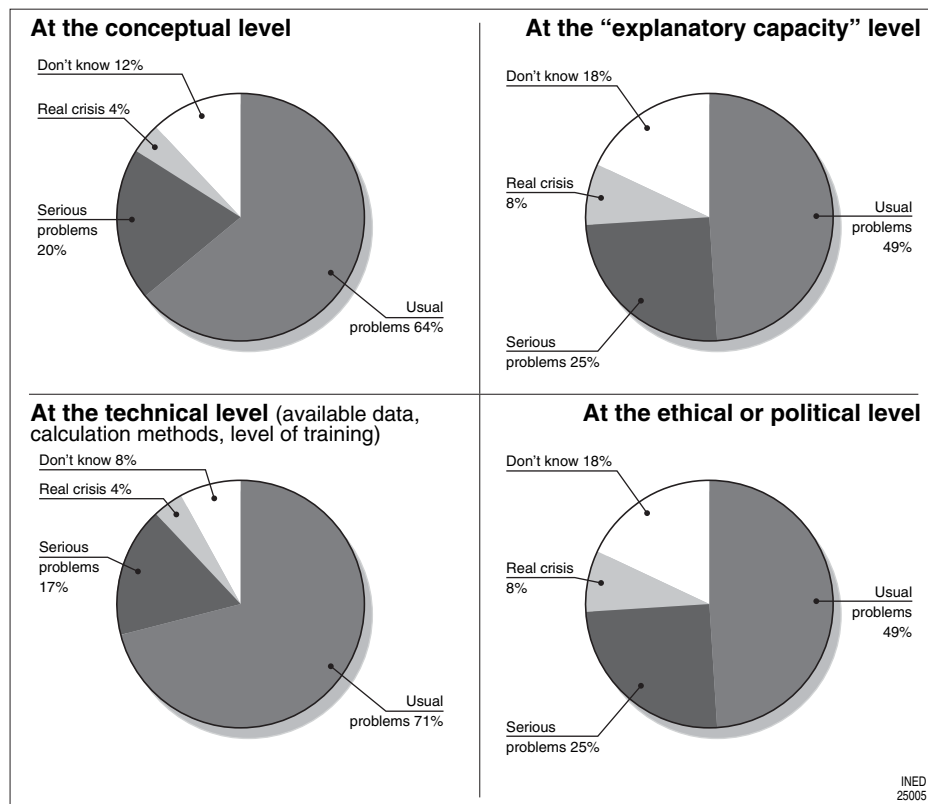 At the conceptual level
Don't know 12%
Real crisis 4%
Serious
problems
20%
Usual
problems 64%
At the “explanatory capacity” level
Don't know 18%
Real crisis
8%
Usual
problems
49%
Serious
problems 25%
At the technical level (available data,
calculation methods, level of training)
Don't know 8%
Real crisis 4%
Serious
problems
17%
Usual
problems 71%
At the ethical or political level
Don't know 18%
Real crisis
8%
Usual
problems
49%
Serious
problems 25%
INED
25005